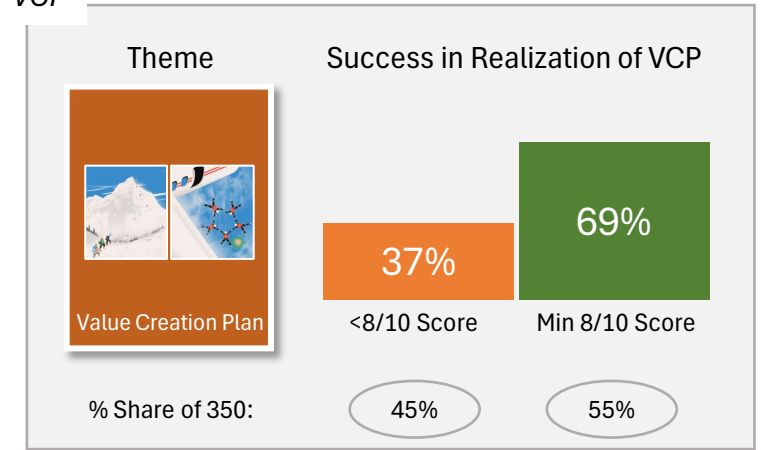 Theme
Success in Realization of VCP
37%
69%
Value Creation Plan
<8/10 Score
Min 8/10 Score
% Share of 350:
45%
55%